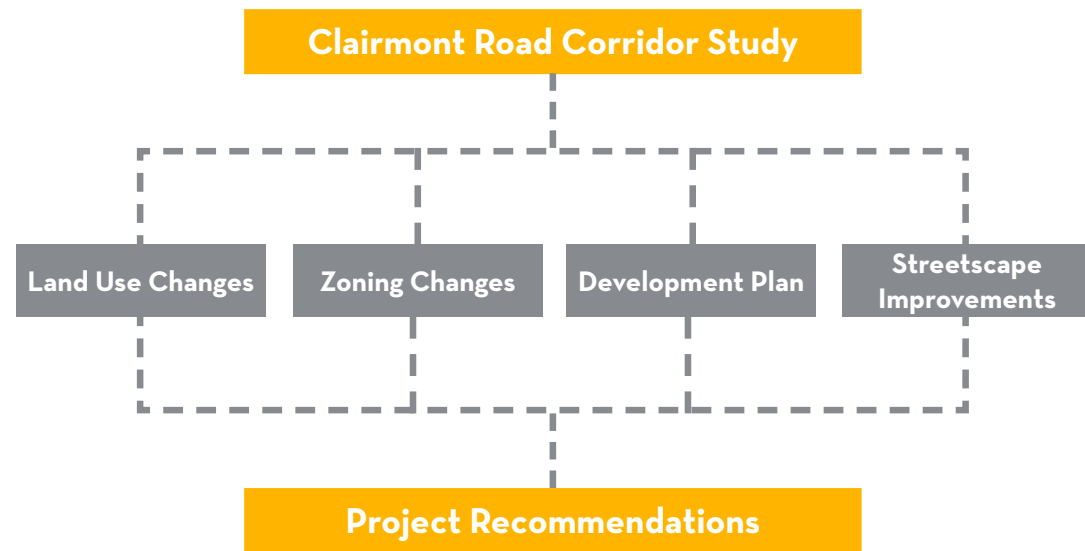 Clairmont Road Corridor Study
Land Use Changes
Zoning Changes
Development Plan
Streetscape
Improvements
Project Recommendations